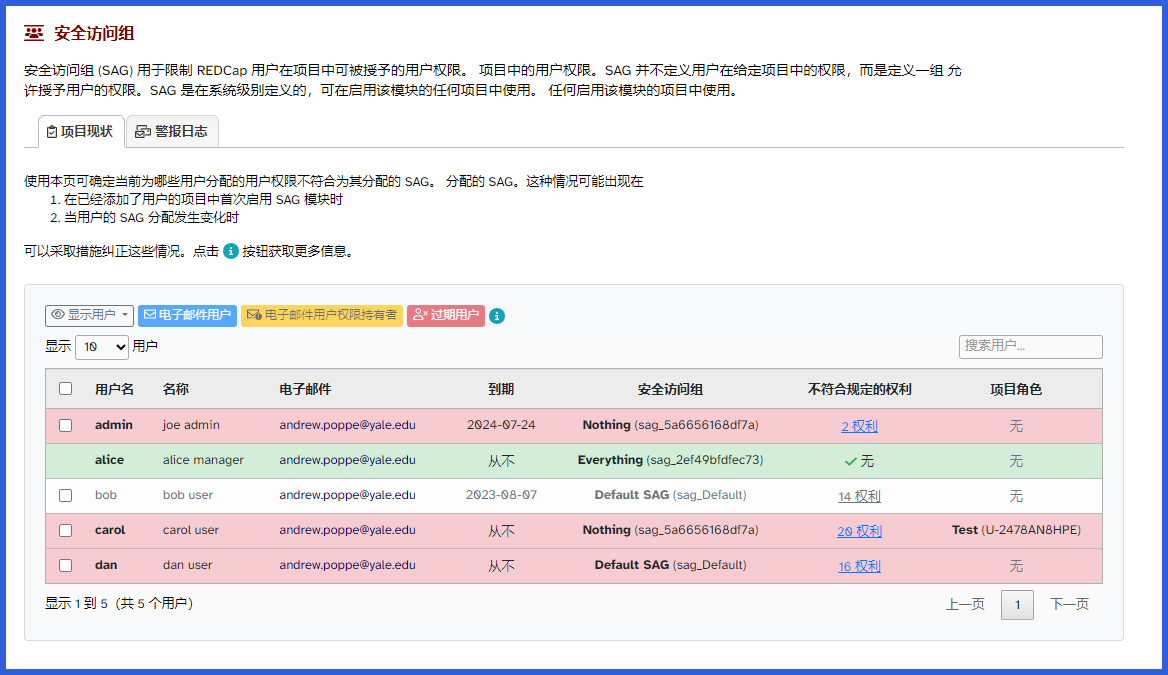 安全访问组
安全访问组 (SAG) 用于限制 REDCap 用户在项目中可被授予的用户权限。 项目中的用户权限。SAG 并不定义用户在给定项目中的权限，而是定义一组 允
许授予用户的权限。SAG 是在系统级别定义的，可在启用该模块的任何项目中使用。 任何启用该模块的项目中使用。
项目现状 警报日志
使用本页可确定当前为哪些用户分配的用户权限不符合为其分配的 SAG。 分配的 SAG。这种情况可能出现在
1. 在已经添加了用户的项目中首次启用 SAG 模块时
2. 当用户的 SAG 分配发生变化时
可以采取措施纠正这些情况。点击 i 按钮获取更多信息。
显示用户 电子邮件用户 电子邮件用户权限持有者 过期用户 i
显示 10 用户 搜索用户...
用户名 名称 电子邮件 到期 安全访问组 不符合规定的权利 项目角色
admin joe admin andrew.poppe@yale.edu 2024-07-24 Nothing (sag_5a6656168df7a) 2 权利 无
alice alice manager andrew.poppe@yale.edu 从不 Everything (sag_2ef49bfdfec73) 无 无
bob bob user andrew.poppe@yale.edu 2023-08-07 Default SAG (sag_Default) 14 权利 无
carol carol user andrew.poppe@yale.edu 从不 Nothing (sag_5a6656168df7a) 20 权利 Test (U-2478AN8HPE)
dan dan user andrew.poppe@yale.edu 从不 Default SAG (sag_Default) 16 权利 无
显示 1 到 5（共 5 个用户） 上一页 1 下一页